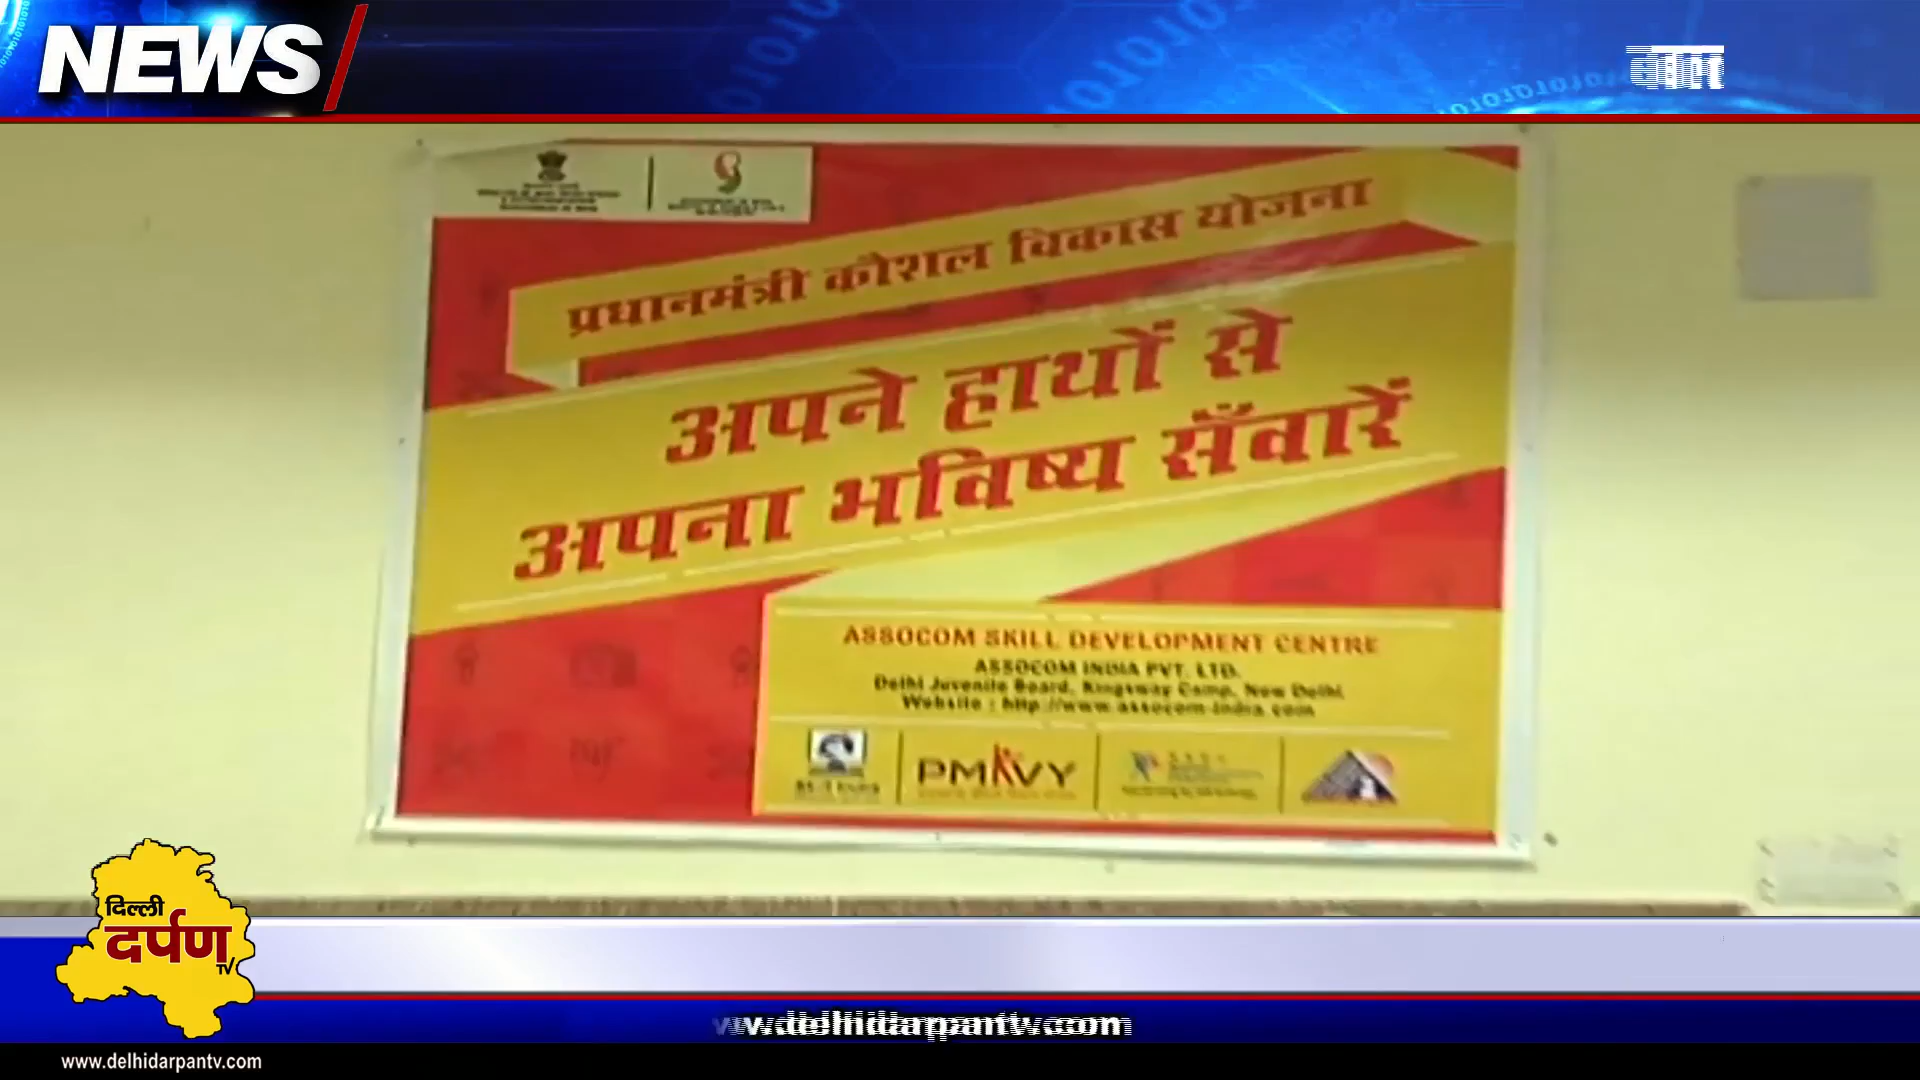 NEWS
प्रधानमंत्री कौशल विकास योजना
अपने हाथों से
अपना भविष्य सँवारें
ASSOCOM SKILL DEVELOPMENT CENTRE
ASSOCOM INDIA PVT. LTD.
Delhi Juvenile Board, Kingsway Camp, New Delhi
Website : http://www.assocom-india.com
PMKVY
दिल्ली
दर्पण
TV
www.delhidarpantv.com
www.delhidarpantv.com